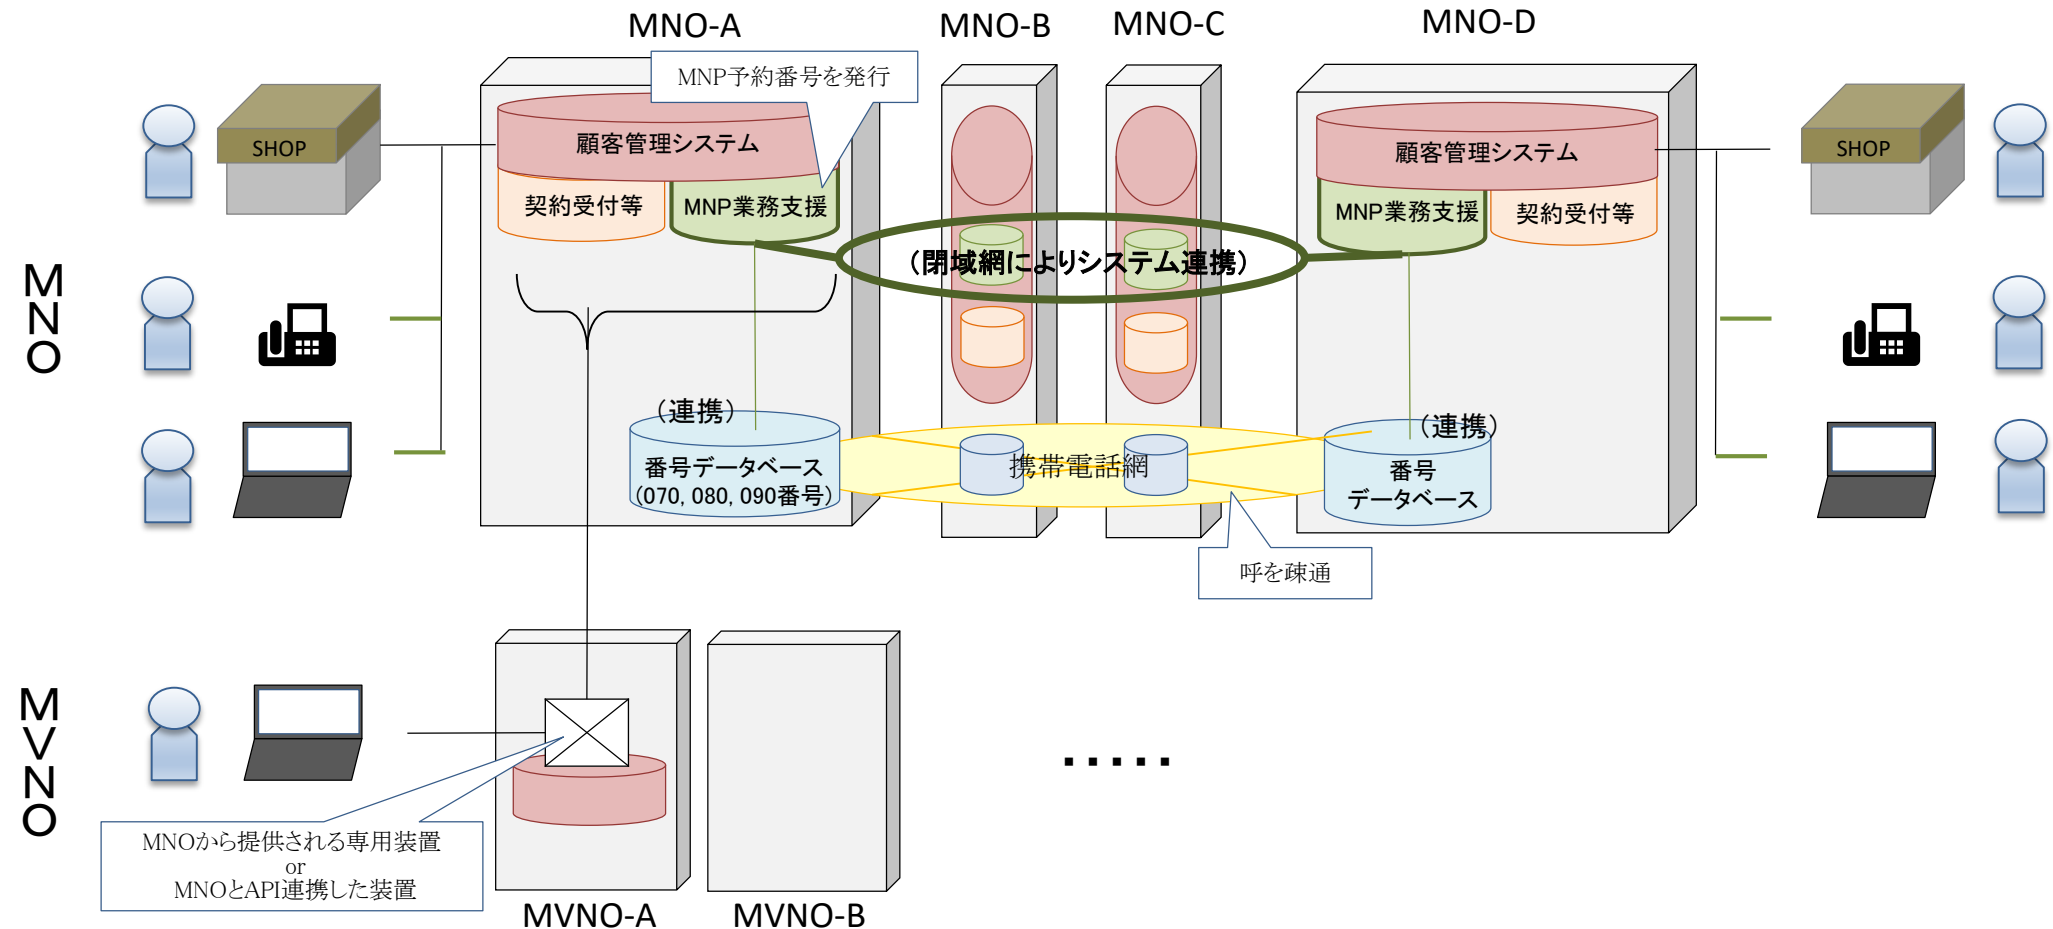 MNO-A
MNO-B
MNO-C
MNO-D
MNP予約番号を発行
SHOP
顧客管理システム
契約受付等
MNP業務支援
顧客管理システム
MNP業務支援
契約受付等
SHOP
（閉域網によりシステム連携）
MNO
（連携）
番号データベース
(070, 080, 090番号)
携帯電話網
（連携）
番号
データベース
呼を疎通
MVNO
・・・・・
MNOから提供される専用装置
or
MNOとAPI連携した装置
MVNO-A
MVNO-B